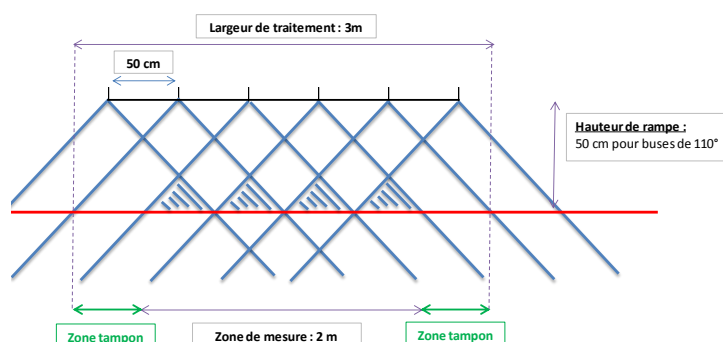 Largeur de traitement : 3m
50 cm
Hauteur de rampe :
50 cm pour buses de 110°
Zone tampon
Zone de mesure : 2 m
Zone tampon